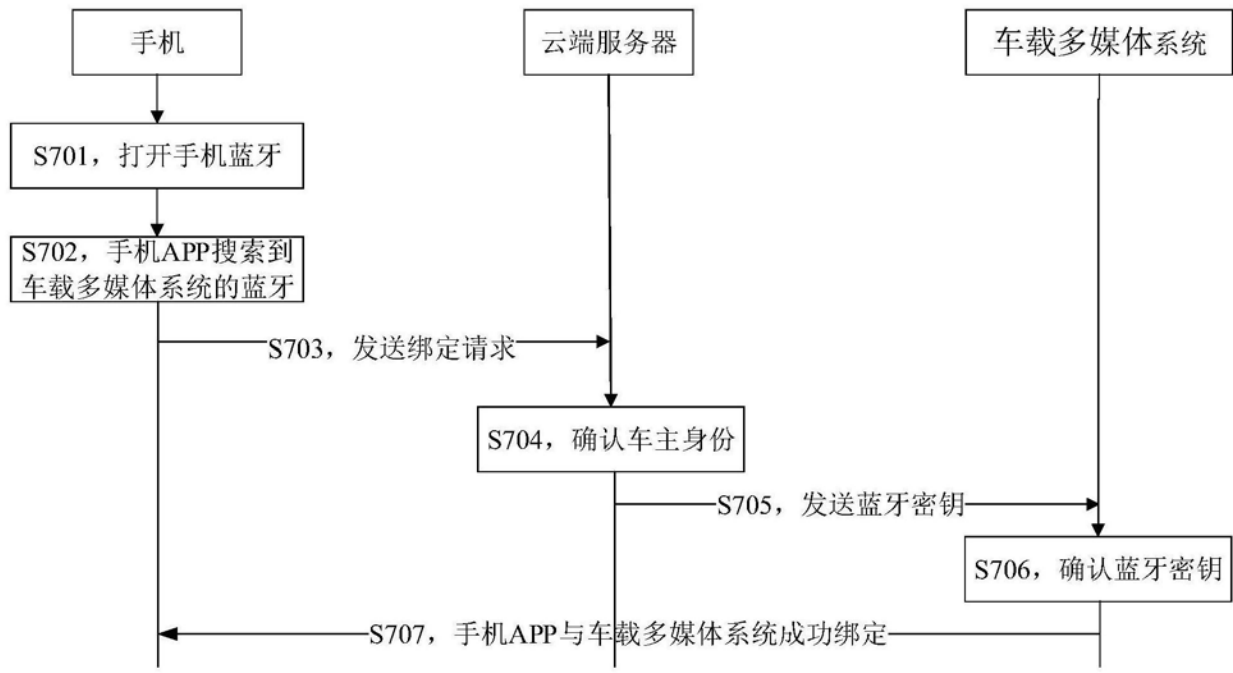 手机
云端服务器
车载多媒体系统
S701，打开手机蓝牙
S702，手机APP搜索到
车载多媒体系统的蓝牙
S703，发送绑定请求
S704，确认车主身份
S705，发送蓝牙密钥
S706，确认蓝牙密钥
S707，手机APP与车载多媒体系统成功绑定